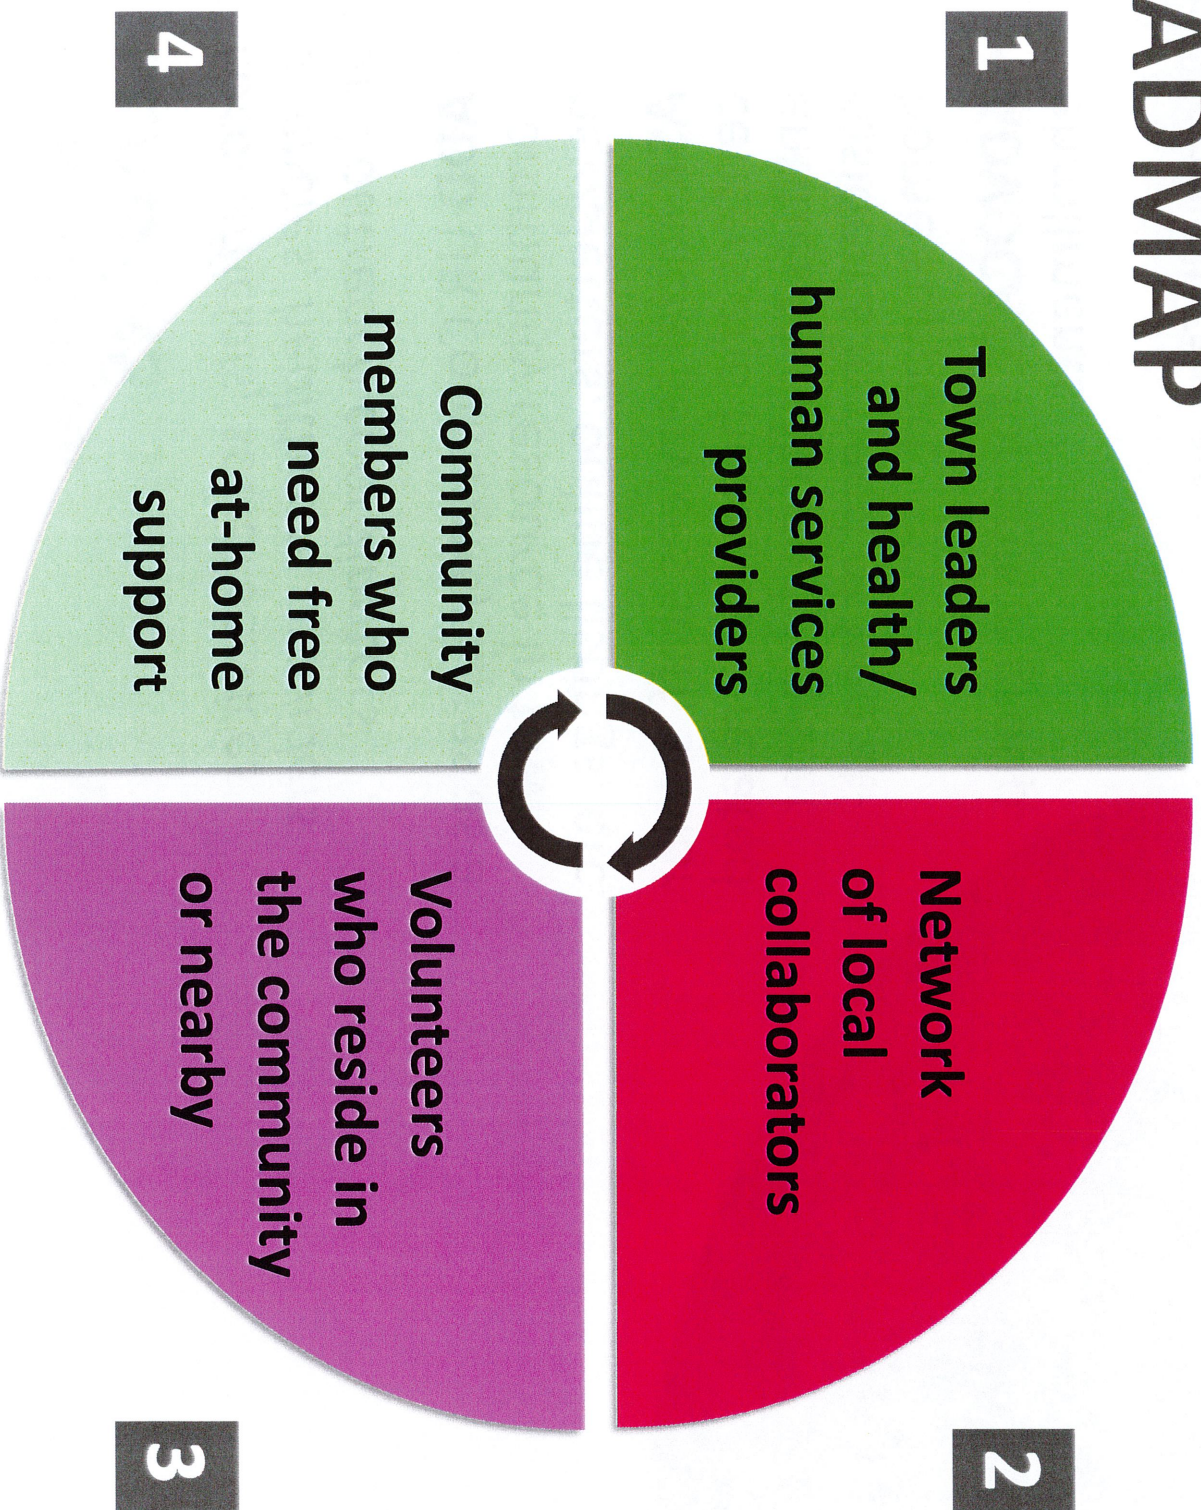 ADMAP
1
Town leaders
and health/
human services
providers
2
Network
of local
collaborators
3
Volunteers
who reside in
the community
or nearby
4
Community
members who
need free
at-home
support